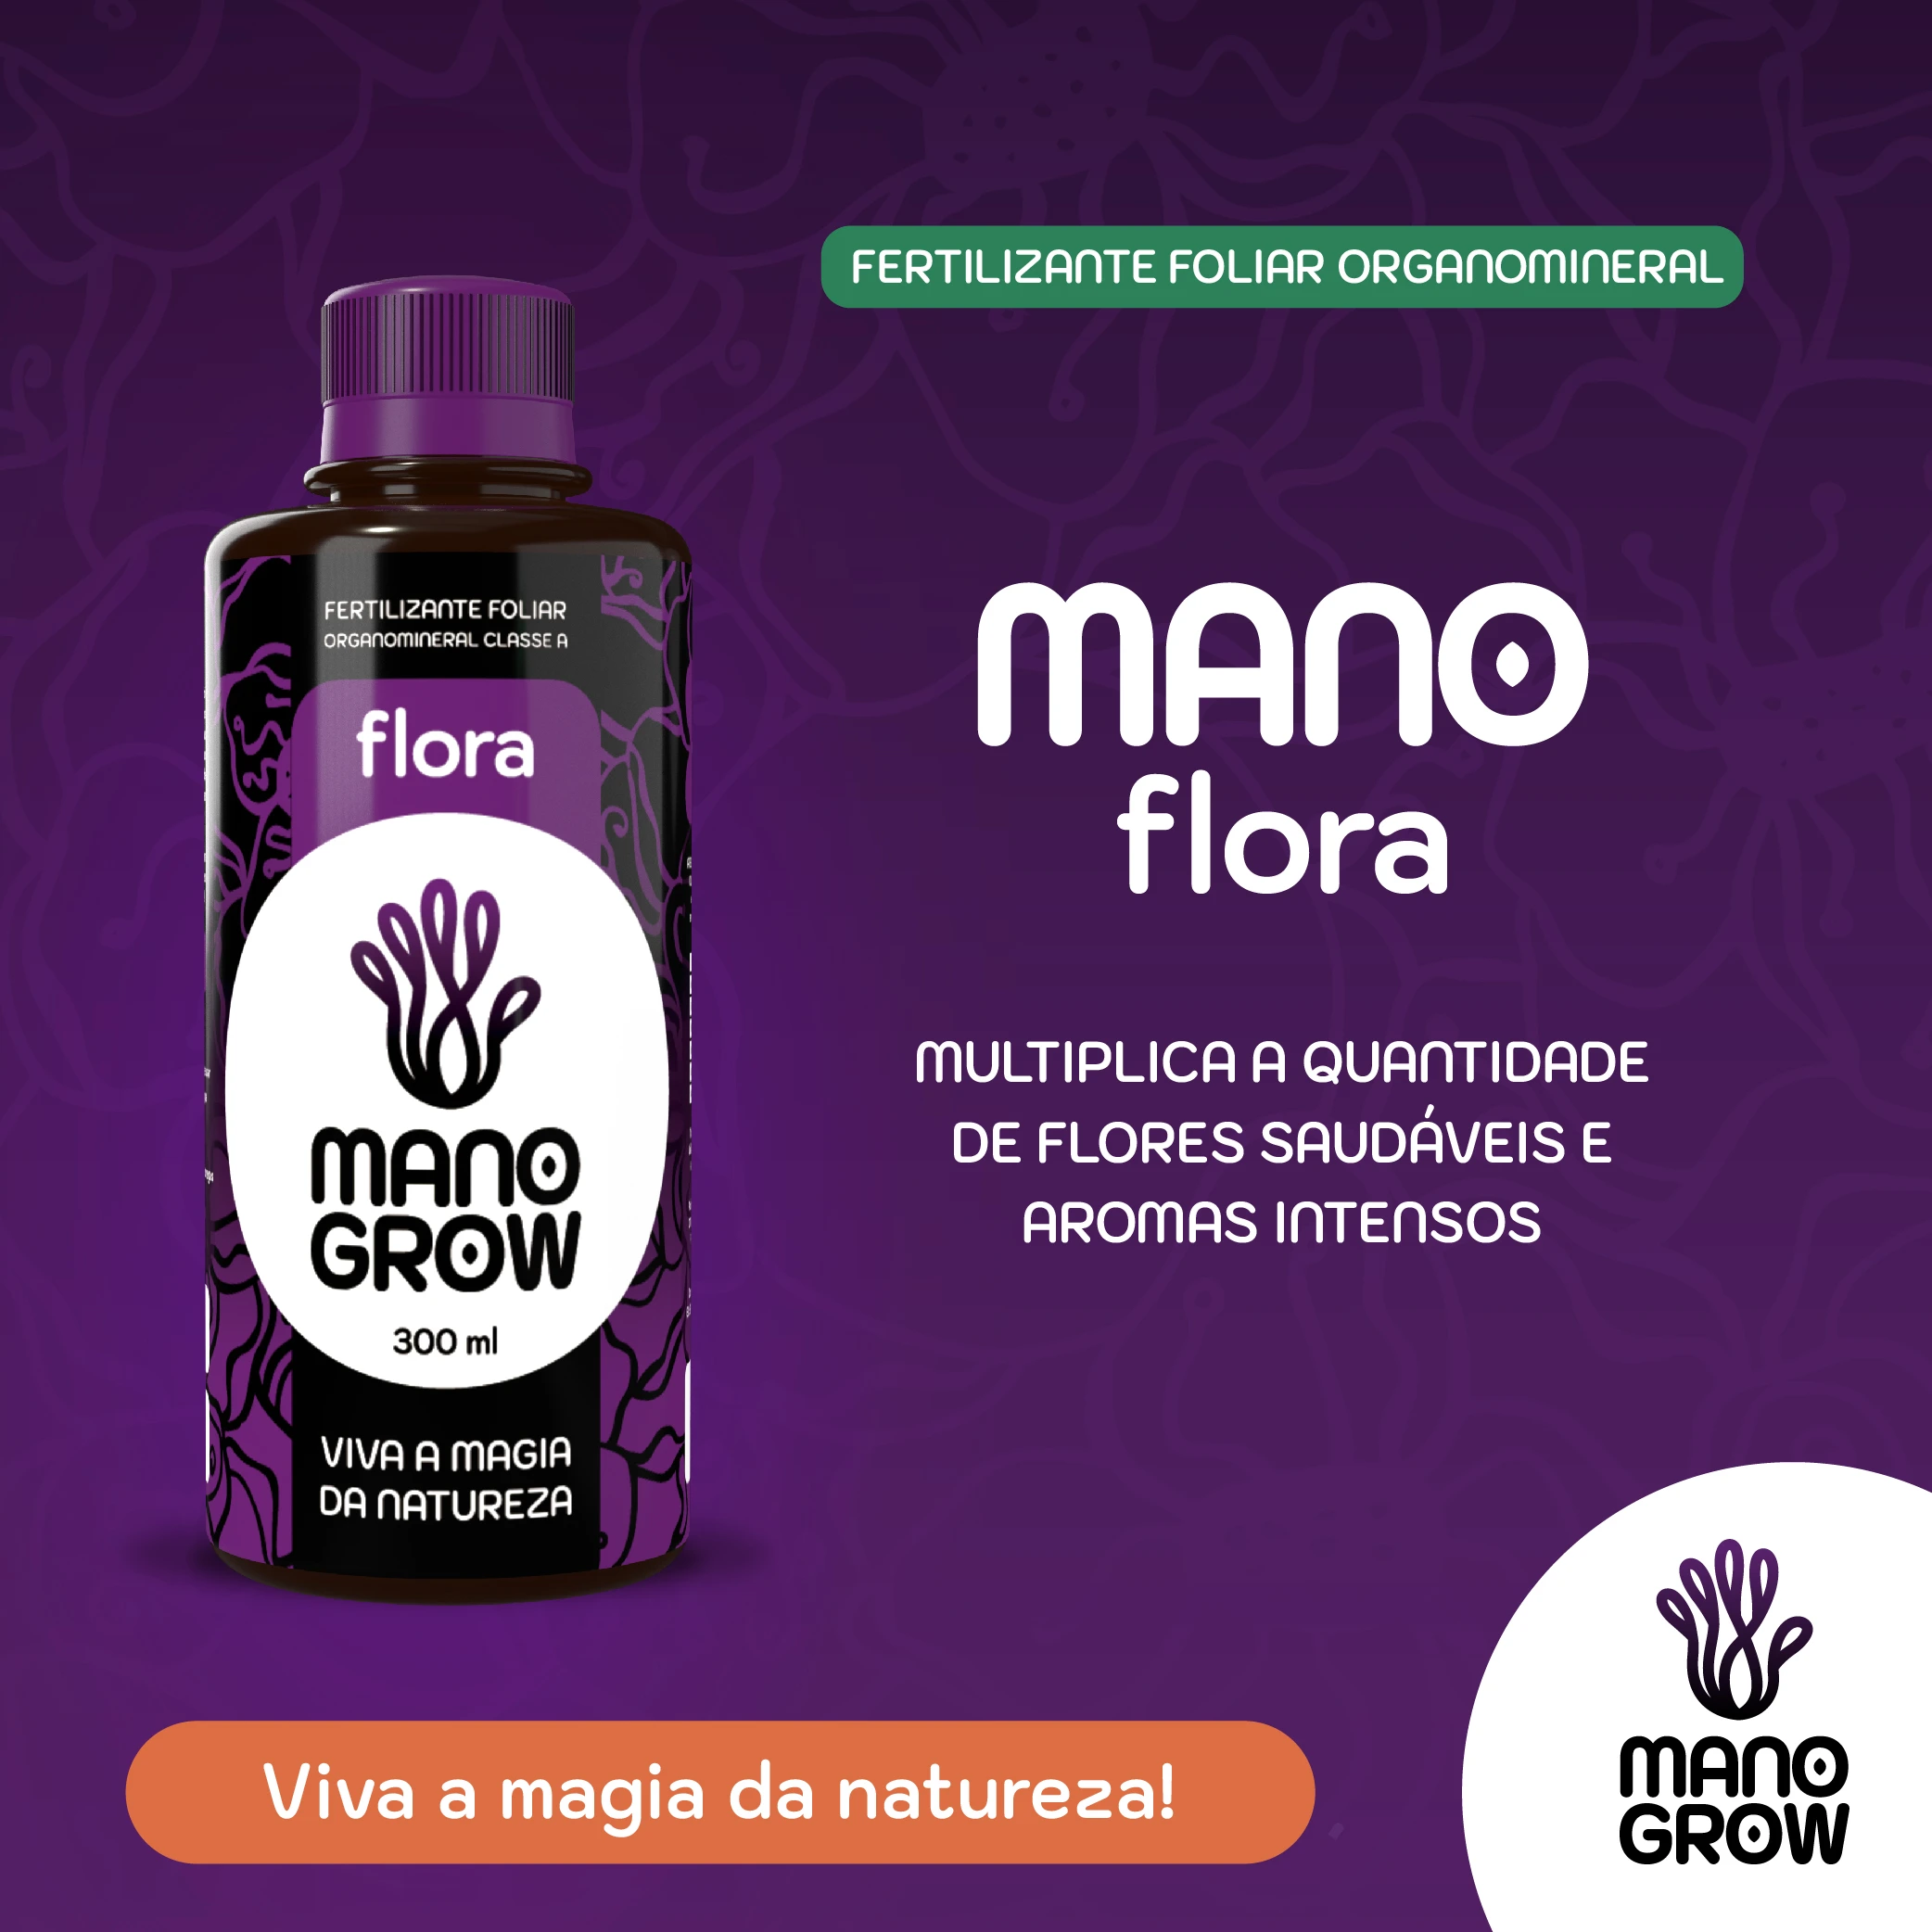 FERTILIZANTE FOLIAR ORGANOMINERAL
FERTILIZANTE FOLIAR
ORGANOMINERAL CLASSE A
flora
MANO
GROW
300 ml
VIVA A MAGIA
DA NATUREZA
MANO
flora
MULTIPLICA A QUANTIDADE
DE FLORES SAUDÁVEIS E
AROMAS INTENSOS
Viva a magia da natureza!
MANO
GROW